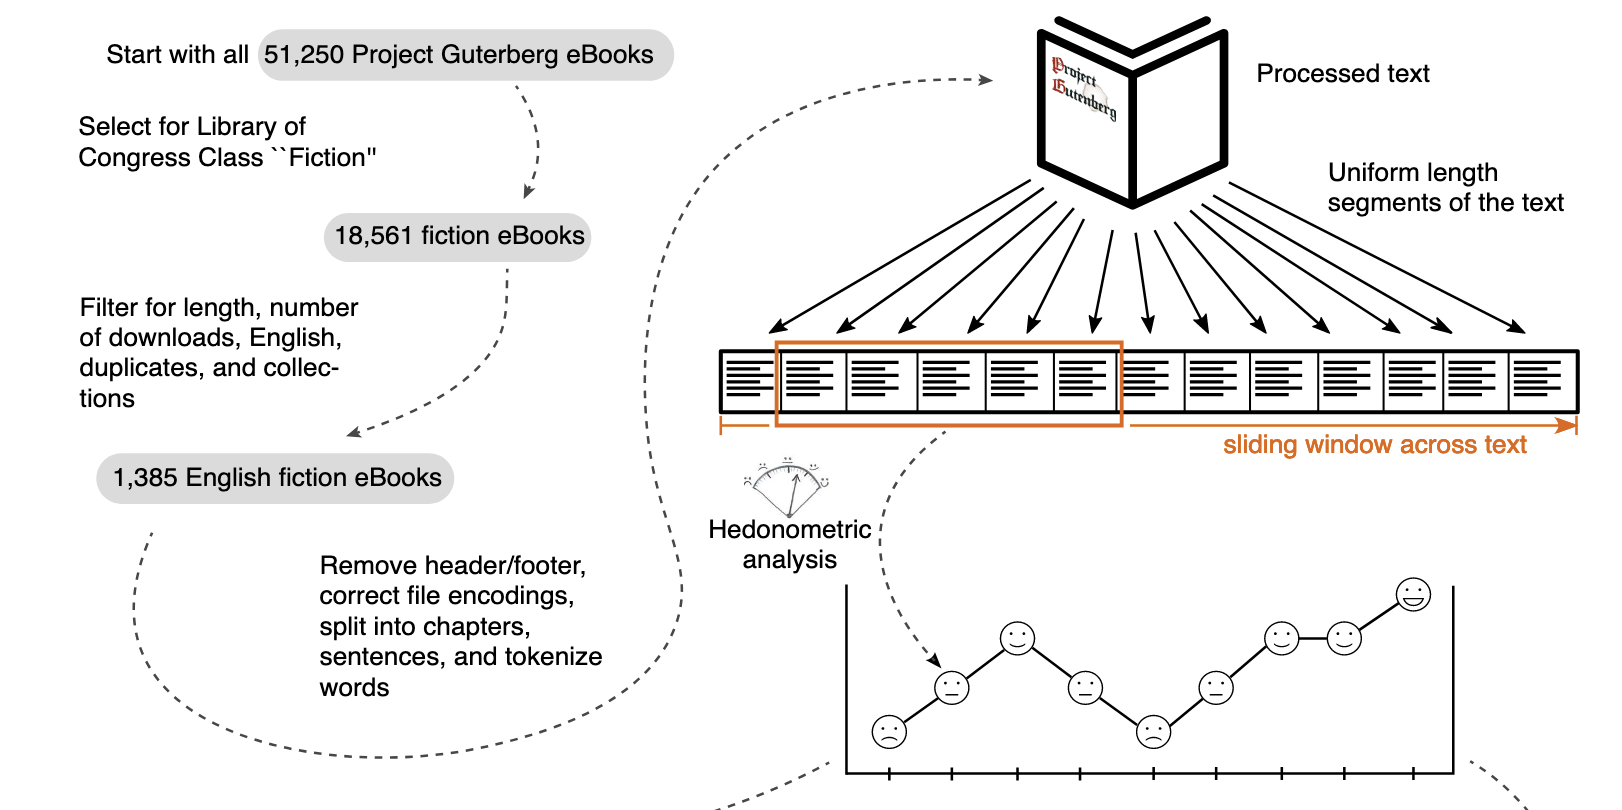 Start with all 51,250 Project Guterberg eBooks
Select for Library of
Congress Class ``Fiction"
18,561 fiction eBooks
Filter for length, number
of downloads, English,
duplicates, and collec-
tions
1,385 English fiction eBooks
Remove header/footer,
correct file encodings,
split into chapters,
sentences, and tokenize
words
Project
Gutenberg
Processed text
Uniform length
segments of the text
sliding window across text
Hedonometric
analysis